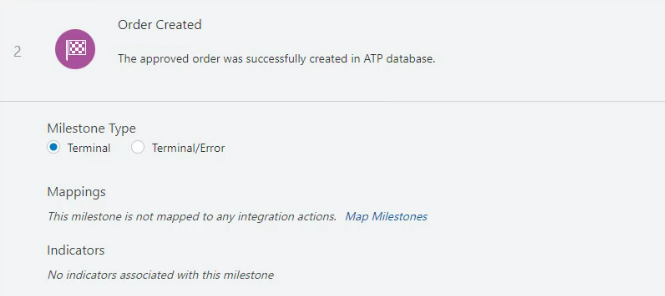 Order Created
2
The approved order was successfully created in ATP database.
Milestone Type
Terminal Terminal/Error
Mappings
This milestone is not mapped to any integration actions. Map Milestones
Indicators
No indicators associated with this milestone